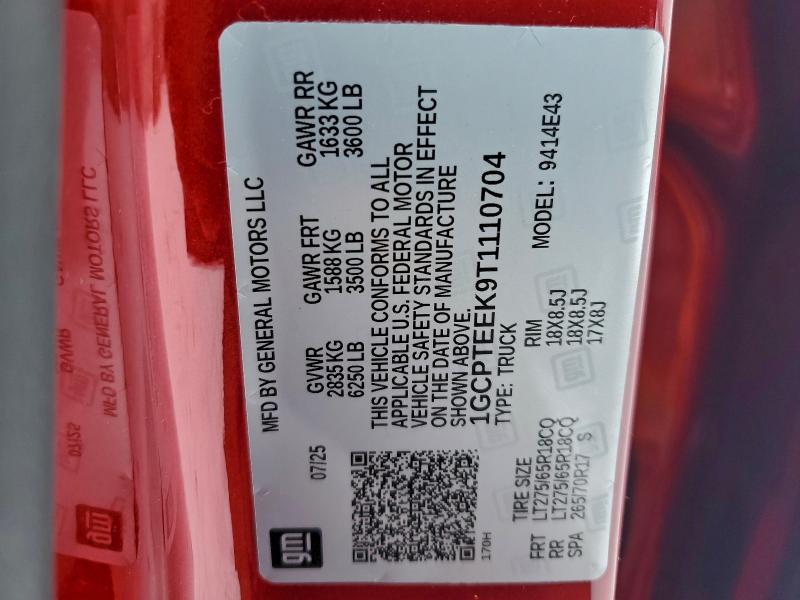 gm
MFD BY GENERAL MOTORS LLC
07/25
GVWR GAWR FRT GAWR RR
2835 KG 1588 KG 1633 KG
6250 LB 3500 LB 3600 LB
THIS VEHICLE CONFORMS TO ALL
APPLICABLE U.S. FEDERAL MOTOR
VEHICLE SAFETY STANDARDS IN EFFECT
ON THE DATE OF MANUFACTURE
SHOWN ABOVE.
1GCPTEEK9T1110704
TYPE: TRUCK MODEL: 9414E43
170H
TIRE SIZE RIM
FRT LT275/65R18CQ 18X8.5J
RR LT275/65R18CQ 18X8.5J
SPA 265/70R17 S 17X8J